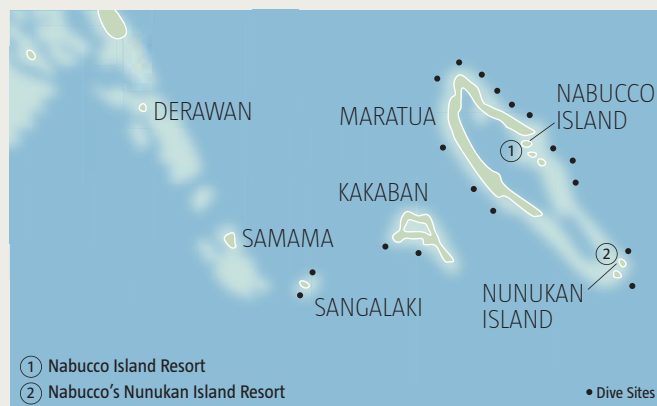 DERAWAN
MARATUA
NABUCCO
ISLAND
1
KAKABAN
SAMAMA
2
SANGALAKI
NUNUKAN
ISLAND
1 Nabucco Island Resort
2 Nabucco's Nunukan Island Resort
• Dive Sites